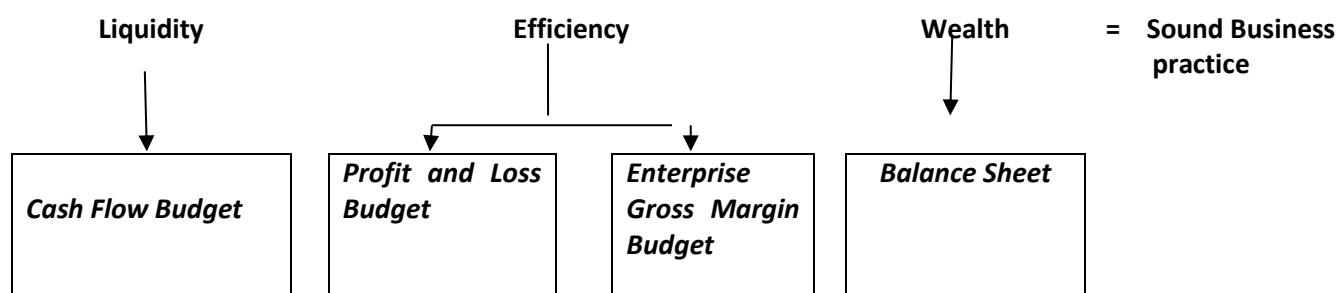 Liquidity Efficiency Wealth = Sound Business
practice
Cash Flow Budget
Profit and Loss
Budget
Enterprise
Gross Margin
Budget
Balance Sheet